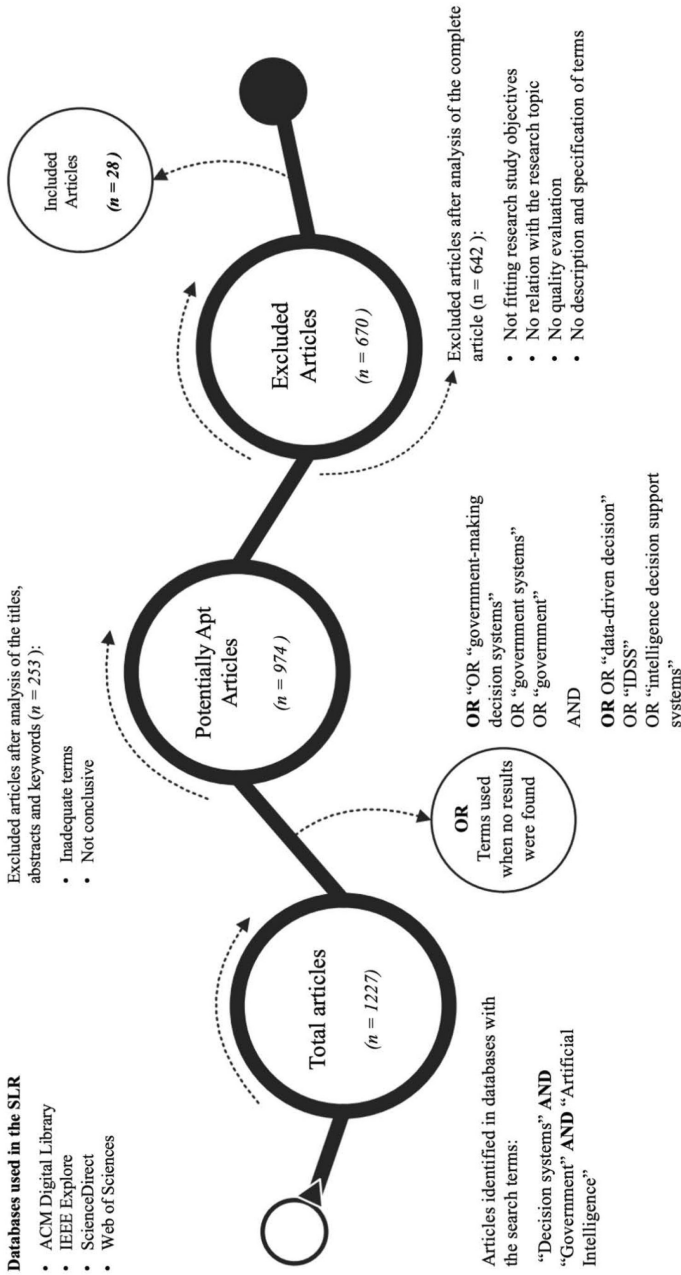 Databases used in the SLR
• ACM Digital Library
• IEEE Explore
• ScienceDirect
• Web of Sciences
Total articles
(n = 1227)
Articles identified in databases with
the search terms:
“Decision systems” AND
“Government” AND “Artificial
Intelligence”
Excluded articles after analysis of the titles,
abstracts and keywords (n = 253 ):
• Inadequate terms
• Not conclusive
Potentially Apt
Articles
(n = 974 )
OR
Terms used
when no results
were found
OR “OR “government-making
decision systems”
OR “government systems”
OR “government”
AND
OR OR “data-driven decision”
OR “IDSS”
OR “intelligence decision support
systems”
Excluded
Articles
(n = 670 )
Included
Articles
(n = 28 )
Excluded articles after analysis of the complete
article (n = 642 ):
• Not fitting research study objectives
• No relation with the research topic
• No quality evaluation
• No description and specification of terms